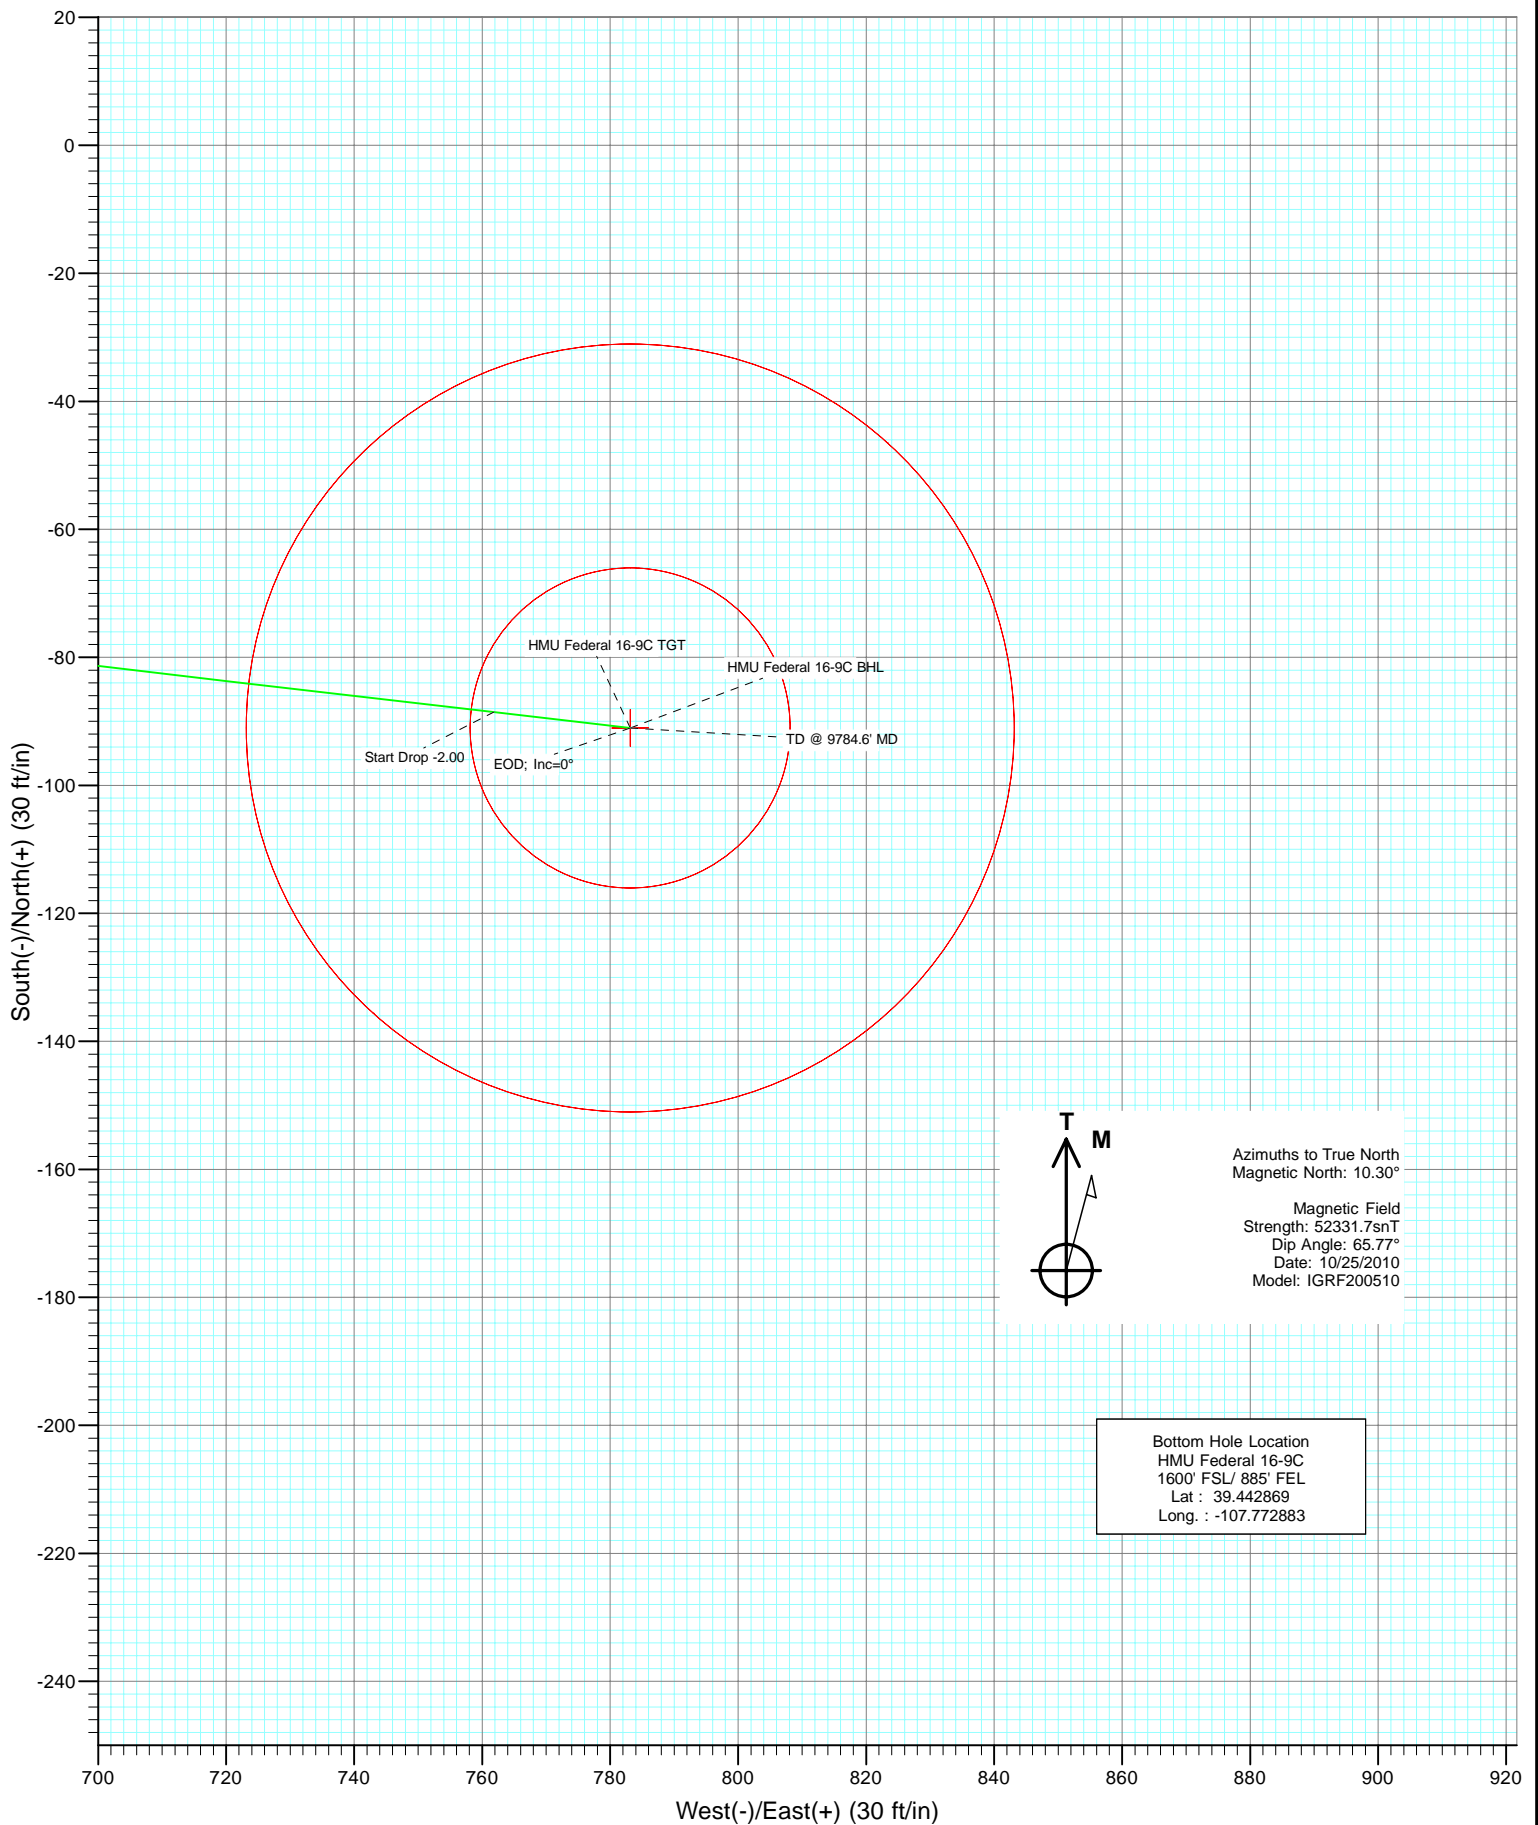 20
0
-20
-40
-60
-80
-100
-120
-140
-160
-180
-200
-220
-240
South(-)/North(+) (30 ft/in)
HMU Federal 16-9C TGT
HMU Federal 16-9C BHL
TD @ 9784.6' MD
Start Drop -2.00
EOD; Inc=0°
T
M
Azimuths to True North
Magnetic North: 10.30°
Magnetic Field
Strength: 52331.7snT
Dip Angle: 65.77°
Date: 10/25/2010
Model: IGRF200510
Bottom Hole Location
HMU Federal 16-9C
1600' FSL/ 885' FEL
Lat : 39.442869
Long. : -107.772883
700 720 740 760 780 800 820 840 860 880 900 920
West(-)/East(+) (30 ft/in)